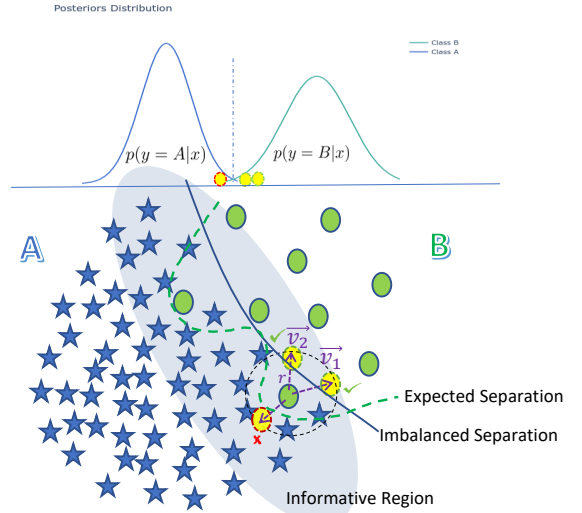 Posteriors Distribution
Class B
Class A
p(y = A|x)
p(y = B|x)
A
B
v₂
v₁
r
x
Expected Separation
Imbalanced Separation
Informative Region